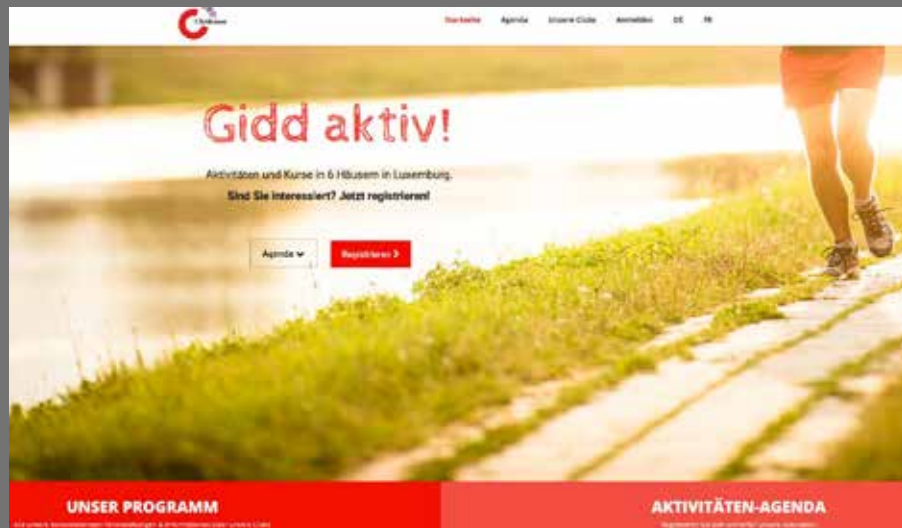 Startseite Agenda Unsere Clubs Anmelden DE FR
Gidd aktiv!
Aktivitäten und Kurse in 6 Häusern in Luxemburg.
Sind Sie interessiert? Jetzt registrieren!
Agenda Registrieren
UNSER PROGRAMM AKTIVITÄTEN-AGENDA